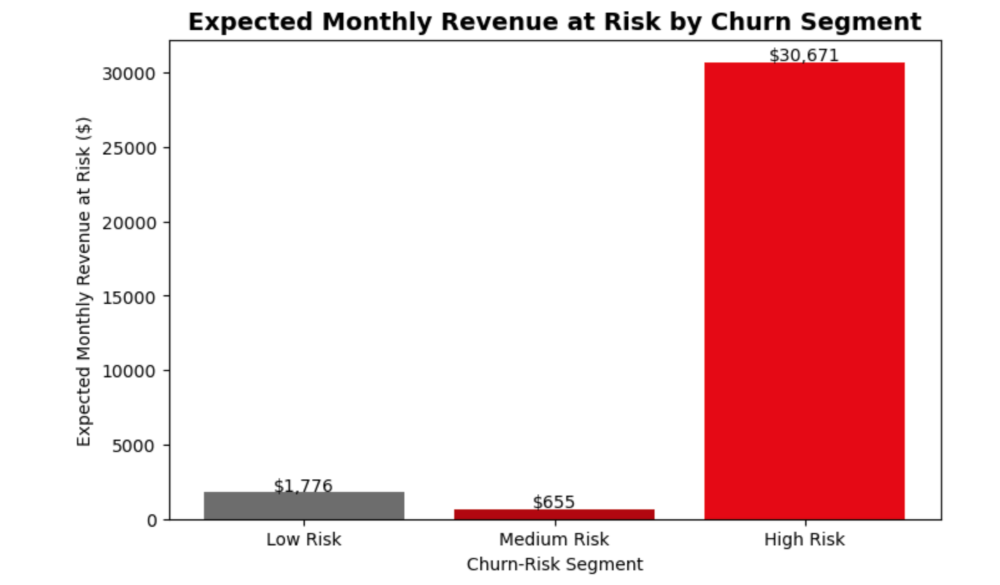 Expected Monthly Revenue at Risk by Churn Segment
Expected Monthly Revenue at Risk ($)
30000
25000
20000
15000
10000
5000
0
$1,776
$655
$30,671
Low Risk
Medium Risk
High Risk
Churn-Risk Segment